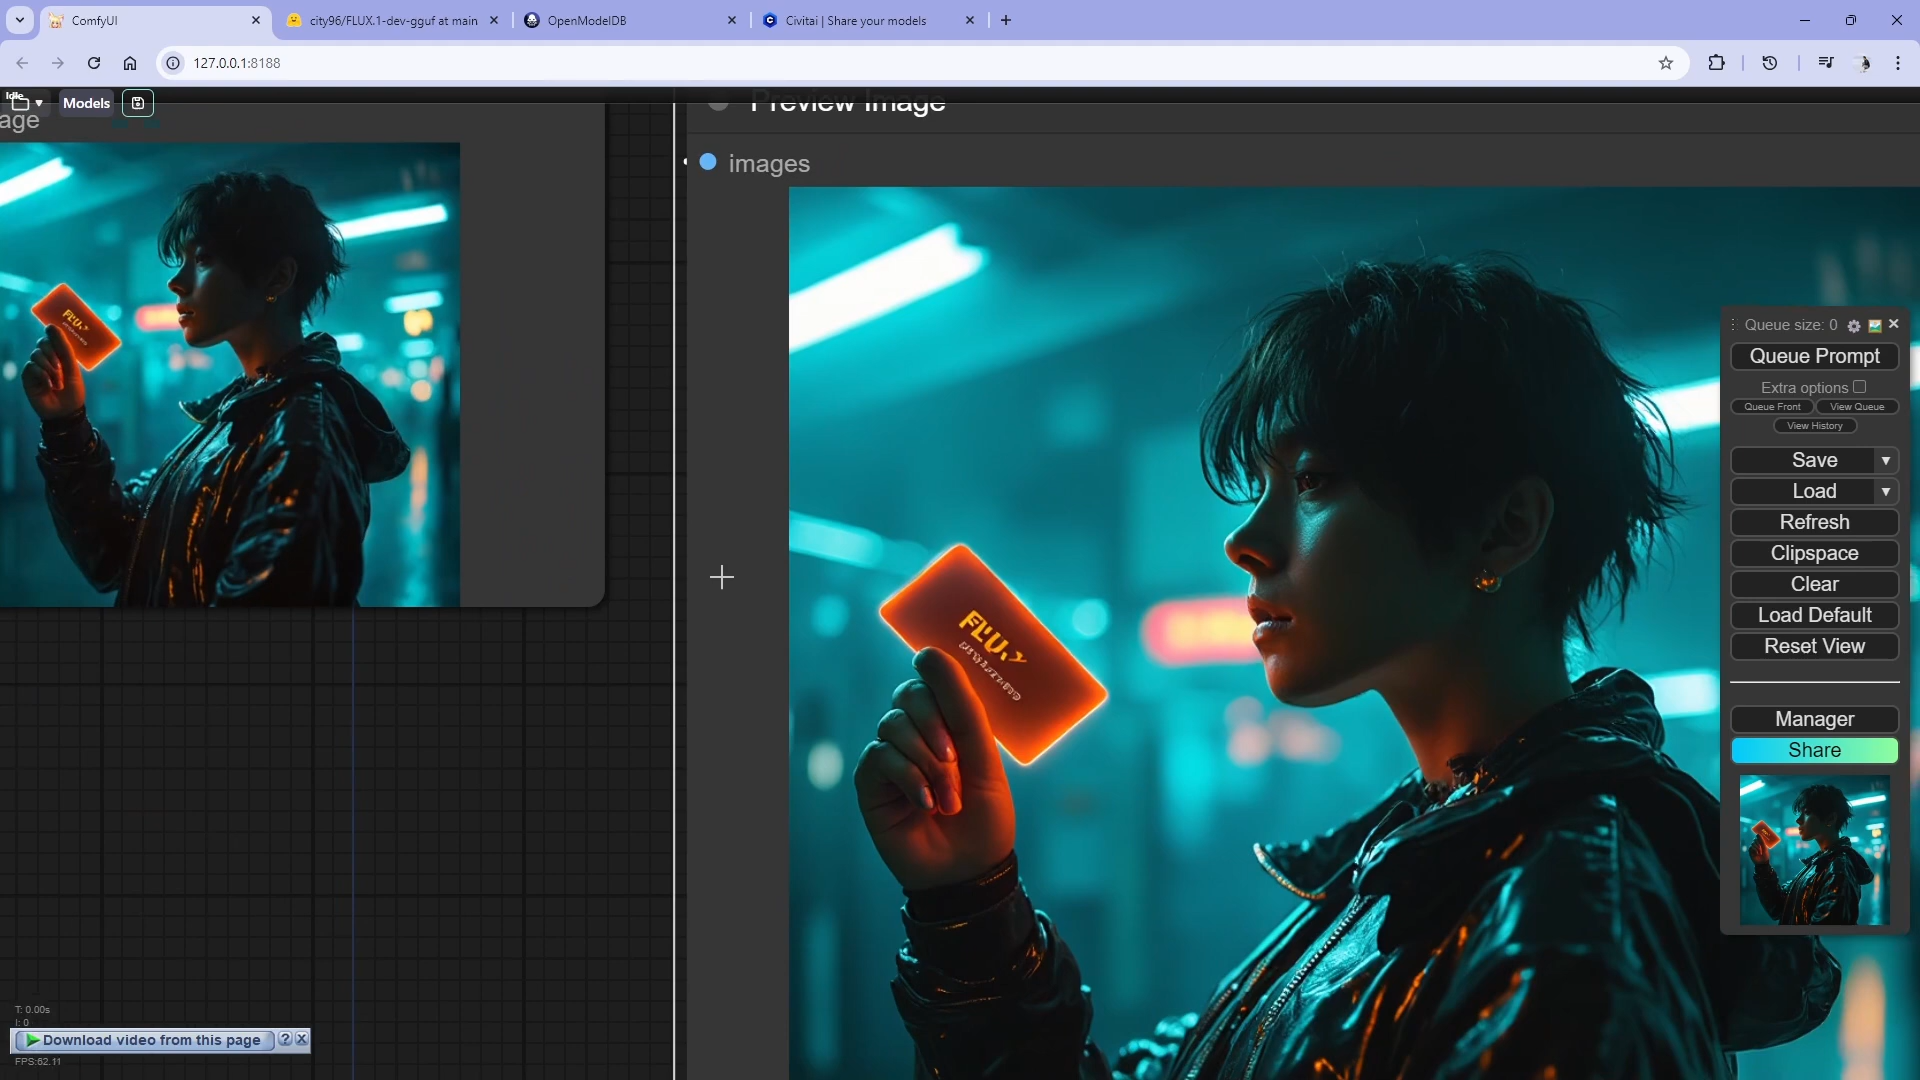 ComfyUI
city96/FLUX.1-dev-gguf at main
OpenModelDB
Civitai | Share your models
127.0.0.1:8188
Idle
Models
age
Preview Image
images
Queue size: 0
Queue Prompt
Extra options
Queue Front
View Queue
View History
Save
Load
Refresh
Clipspace
Clear
Load Default
Reset View
Manager
Share
T: 0.00s
I: 0
Download video from this page
FPS:62.11